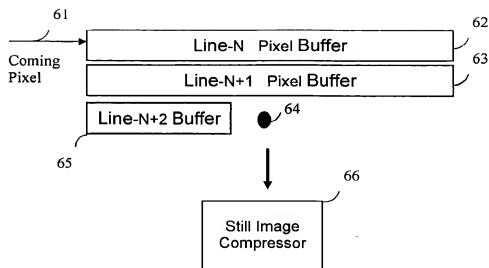 61
Coming
Pixel
Line-N Pixel Buffer
62
63
Line-N+1 Pixel Buffer
Line-N+2 Buffer
64
65
66
Still Image
Compressor